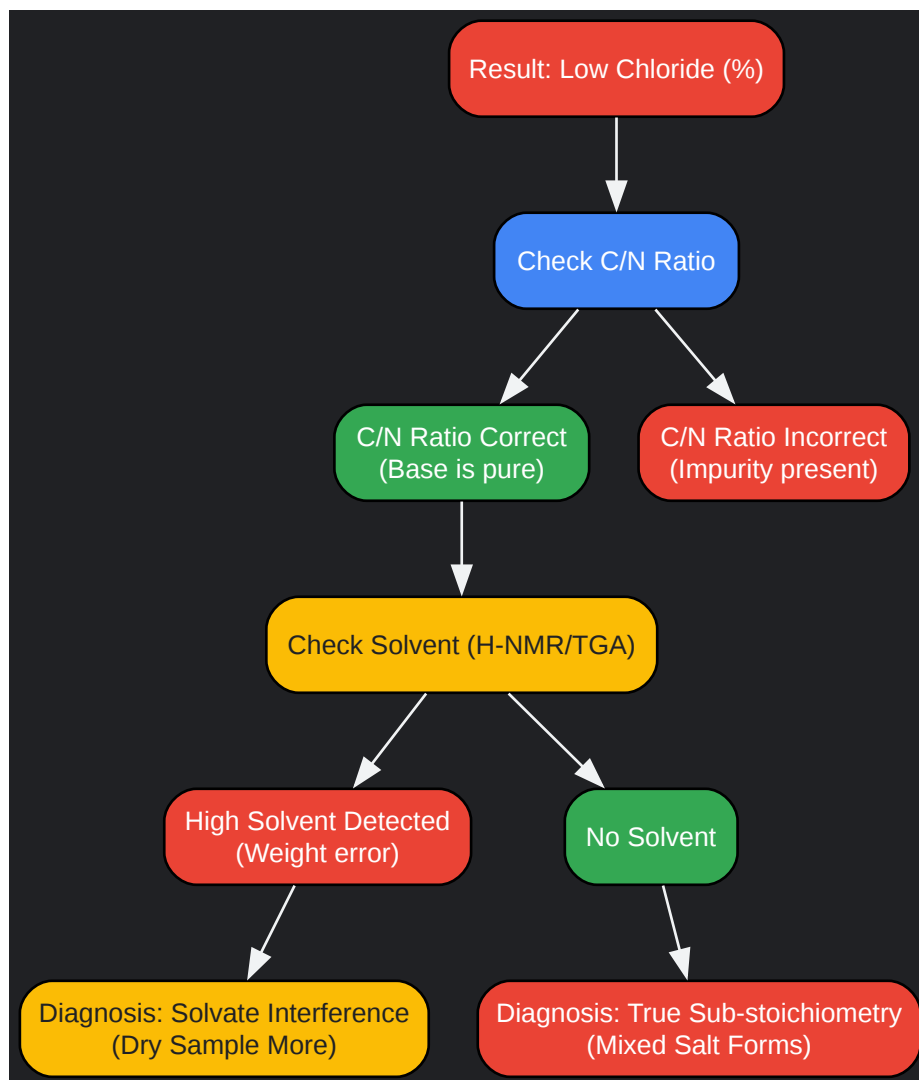 Result: Low Chloride (%)
Check C/N Ratio
C/N Ratio Correct
(Base is pure)
C/N Ratio Incorrect
(Impurity present)
Check Solvent (H-NMR/TGA)
High Solvent Detected
(Weight error)
No Solvent
Diagnosis: Solvate Interference
(Dry Sample More)
Diagnosis: True Sub-stoichiometry
(Mixed Salt Forms)